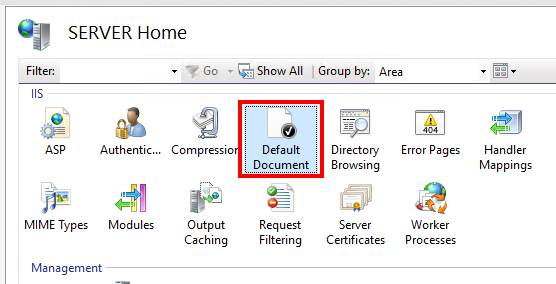 SERVER Home
Filter: Go Show All Group by: Area
IIS
ASP Authentic... Compression Default Document Directory Browsing Error Pages 404 Handler Mappings
MIME Types Modules Output Caching Request Filtering Server Certificates Worker Processes
Management